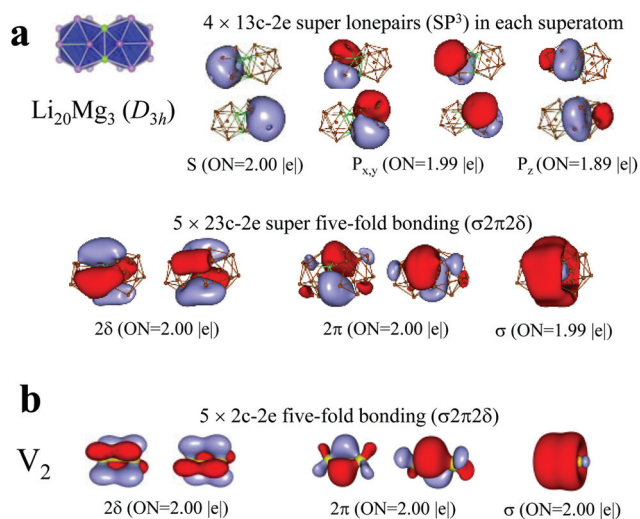 a
4 × 13c-2e super lonepairs (SP³) in each superatom
Li₂₀Mg₃ (D₃ₕ)
S (ON=2.00 |e|) Pₓ,ᵧ (ON=1.99 |e|) P_z (ON=1.89 |e|)
5 × 23c-2e super five-fold bonding (σ2π2δ)
2δ (ON=2.00 |e|) 2π (ON=2.00 |e|) σ (ON=1.99 |e|)
b
5 × 2c-2e five-fold bonding (σ2π2δ)
V₂
2δ (ON=2.00 |e|) 2π (ON=2.00 |e|) σ (ON=2.00 |e|)